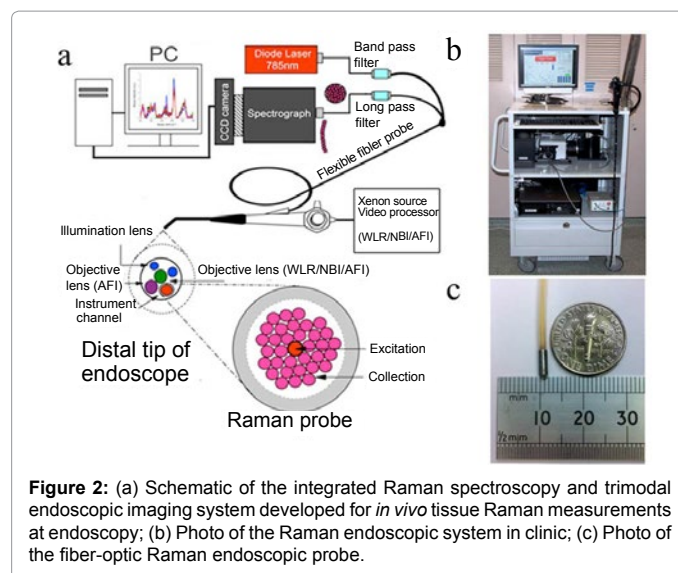 a
PC
CCD camera
Diode Laser
785nm
Spectrograph
Band pass
filter
Long pass
filter
Flexible fibler probe
Xenon source
Video processor
(WLR/NBI/AFI)
Illumination lens
Objective
lens (AFI)
Instrument
channel
Objective lens (WLR/NBI/AFI)
Distal tip of
endoscope
Excitation
Collection
Raman probe
b
c
m/m
10 20 30
½ m/m
Figure 2: (a) Schematic of the integrated Raman spectroscopy and trimodal
endoscopic imaging system developed for in vivo tissue Raman measurements
at endoscopy; (b) Photo of the Raman endoscopic system in clinic; (c) Photo of
the fiber-optic Raman endoscopic probe.